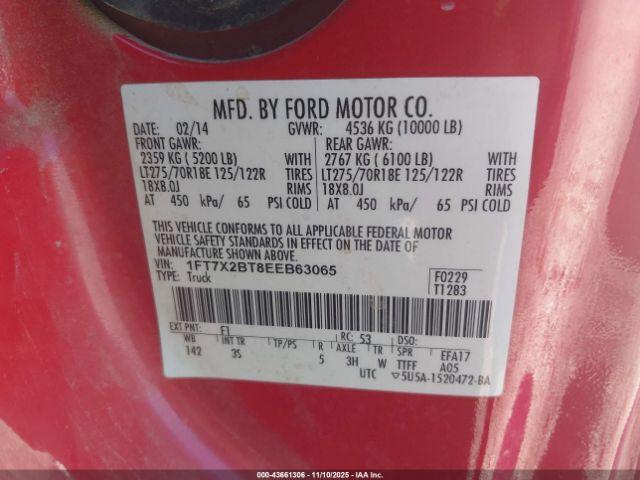 MFD. BY FORD MOTOR CO.
DATE: 02/14 GVWR: 4536 KG (10000 LB)
FRONT GAWR: REAR GAWR:
2359 KG ( 5200 LB) WITH 2767 KG ( 6100 LB) WITH
LT275/70R18E 125/122R TIRES LT275/70R18E 125/122R TIRES
18X8.0J RIMS 18X8.0J RIMS
AT 450 kPa/ 65 PSI COLD AT 450 kPa/ 65 PSI COLD
THIS VEHICLE CONFORMS TO ALL APPLICABLE FEDERAL MOTOR
VEHICLE SAFETY STANDARDS IN EFFECT ON THE DATE OF
MANUFACTURE SHOWN ABOVE.
VIN: 1FT7X2BT8EEB63065 F0229
TYPE: Truck T1283
EXT PNT: F1 RC: 53 DSO:
WB INT TR TP/PS R AXLE TR SPR EFA17
142 3S 5 3H W TTFF A05
UTC ▽5U5A-1520472-BA
000-43661306 - 11/10/2025 - IAAI.COM